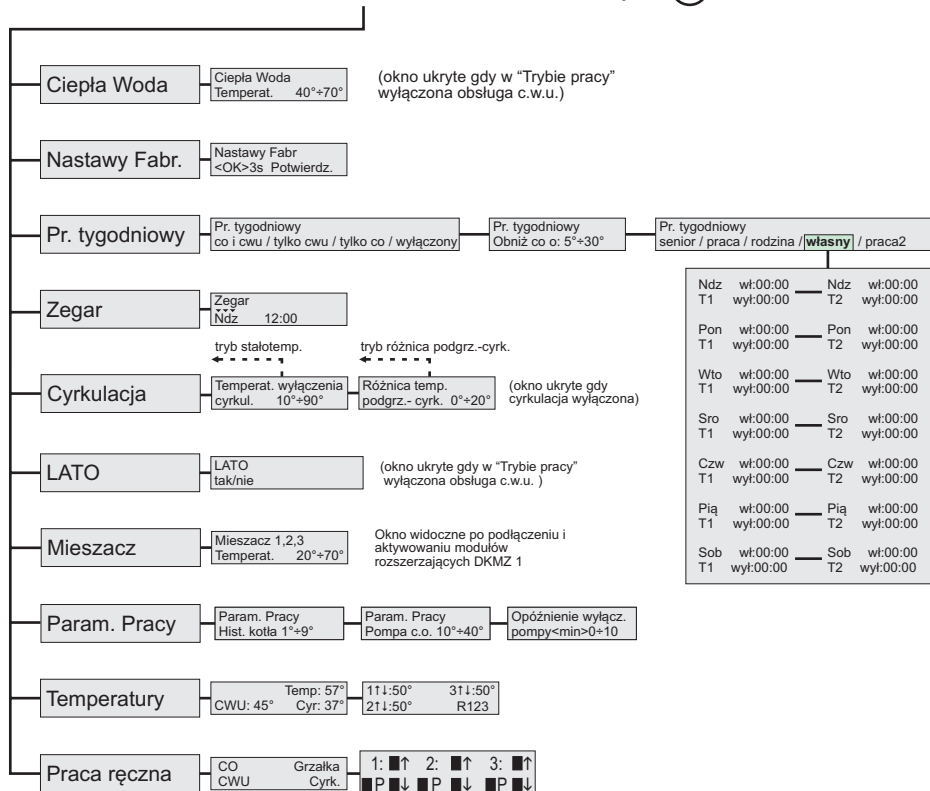 Ciepła Woda
Ciepła Woda
Temperat. 40°÷70°
(okno ukryte gdy w “Trybie pracy”
wyłączona obsługa c.w.u.)
Nastawy Fabr.
Nastawy Fabr
<OK>3s Potwierdz.
Pr. tygodniowy
Pr. tygodniowy
co i cwu / tylko cwu / tylko co / wyłączony
Pr. tygodniowy
Obniż co o: 5°÷30°
Pr. tygodniowy
senior / praca / rodzina / własny / praca2
Ndz wł:00:00 Ndz wł:00:00
T1 wył:00:00 T2 wył:00:00
Pon wł:00:00 Pon wł:00:00
T1 wył:00:00 T2 wył:00:00
Wto wł:00:00 Wto wł:00:00
T1 wył:00:00 T2 wył:00:00
Sro wł:00:00 Sro wł:00:00
T1 wył:00:00 T2 wył:00:00
Czw wł:00:00 Czw wł:00:00
T1 wył:00:00 T2 wył:00:00
Pią wł:00:00 Pią wł:00:00
T1 wył:00:00 T2 wył:00:00
Sob wł:00:00 Sob wł:00:00
T1 wył:00:00 T2 wył:00:00
Zegar
Zegar
Ndz 12:00
tryb stałotemp.
tryb różnica podgrz.-cyrk.
Cyrkulacja
Temperat. wyłączenia
cyrkul. 10°÷90°
Różnica temp.
podgrz.- cyrk. 0°÷20°
(okno ukryte gdy
cyrkulacja wyłączona)
LATO
LATO
tak/nie
(okno ukryte gdy w “Trybie pracy”
wyłączona obsługa c.w.u. )
Mieszacz
Mieszacz 1,2,3
Temperat. 20°÷70°
Okno widoczne po podłączeniu i
aktywowaniu modułów
rozszerzających DKMZ 1
Param. Pracy
Param. Pracy
Hist. kotła 1°÷9°
Param. Pracy
Pompa c.o. 10°÷40°
Opóźnienie wyłącz.
pompy<min>0÷10
Temperatury
Temp: 57°
CWU: 45° Cyr: 37°
1↑↓:50° 3↑↓:50°
2↑↓:50° R123
Praca ręczna
CO Grzałka
CWU Cyrk.
1: ■↑ 2: ■↑ 3: ■↑
■P ■↓ ■P ■↓ ■P ■↓